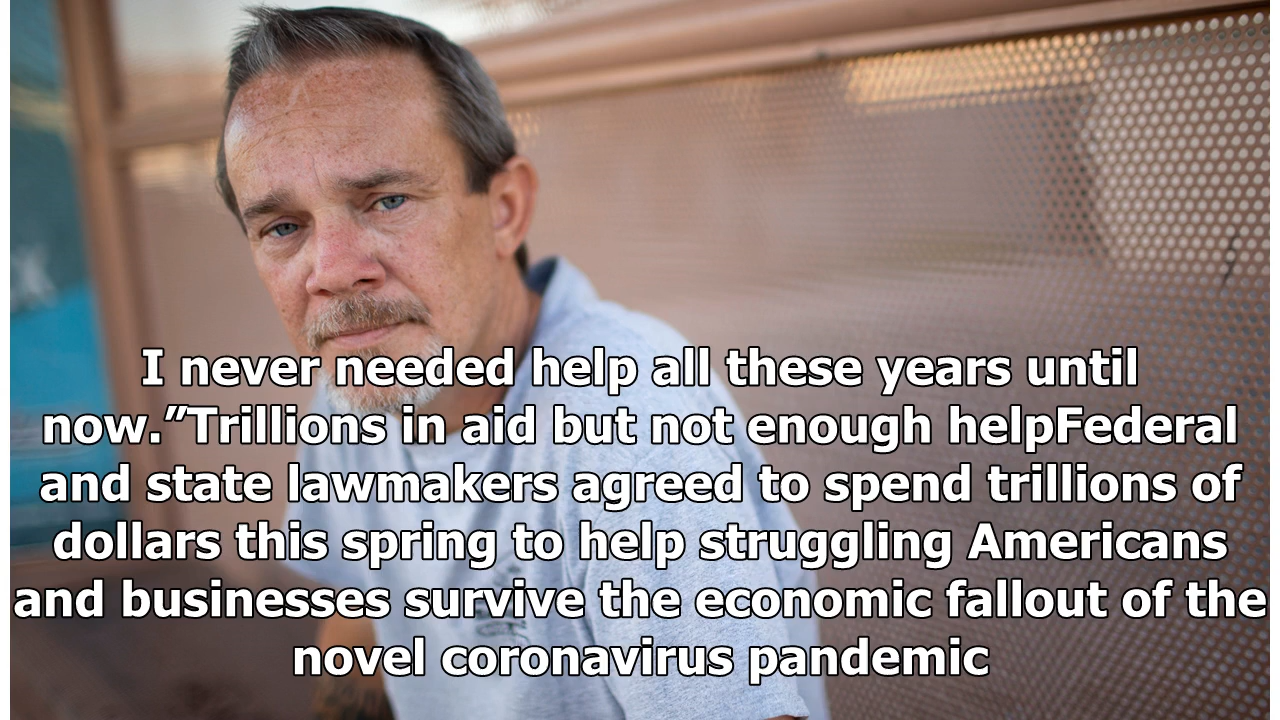 I never needed help all these years until
now.”Trillions in aid but not enough helpFederal
and state lawmakers agreed to spend trillions of
dollars this spring to help struggling Americans
and businesses survive the economic fallout of the
novel coronavirus pandemic